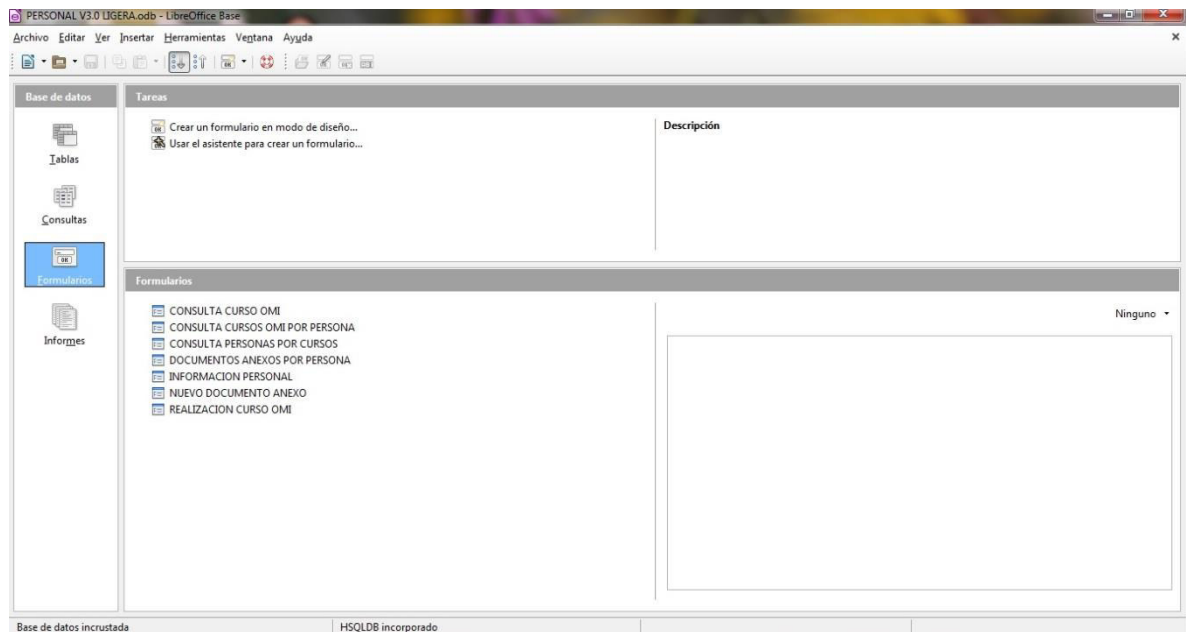 PERSONAL V3.0 LIGERA.odb - LibreOffice Base
Archivo Editar Ver Insertar Herramientas Ventana Ayuda
Base de datos
Tareas
Crear un formulario en modo de diseño...
Usar el asistente para crear un formulario...
Descripción
Tablas
Consultas
Formularios
Informes
Formularios
CONSULTA CURSO OMI
CONSULTA CURSOS OMI POR PERSONA
CONSULTA PERSONAS POR CURSOS
DOCUMENTOS ANEXOS POR PERSONA
INFORMACION PERSONAL
NUEVO DOCUMENTO ANEXO
REALIZACION CURSO OMI
Ninguno
Base de datos incrustada
HSQLDB incorporado